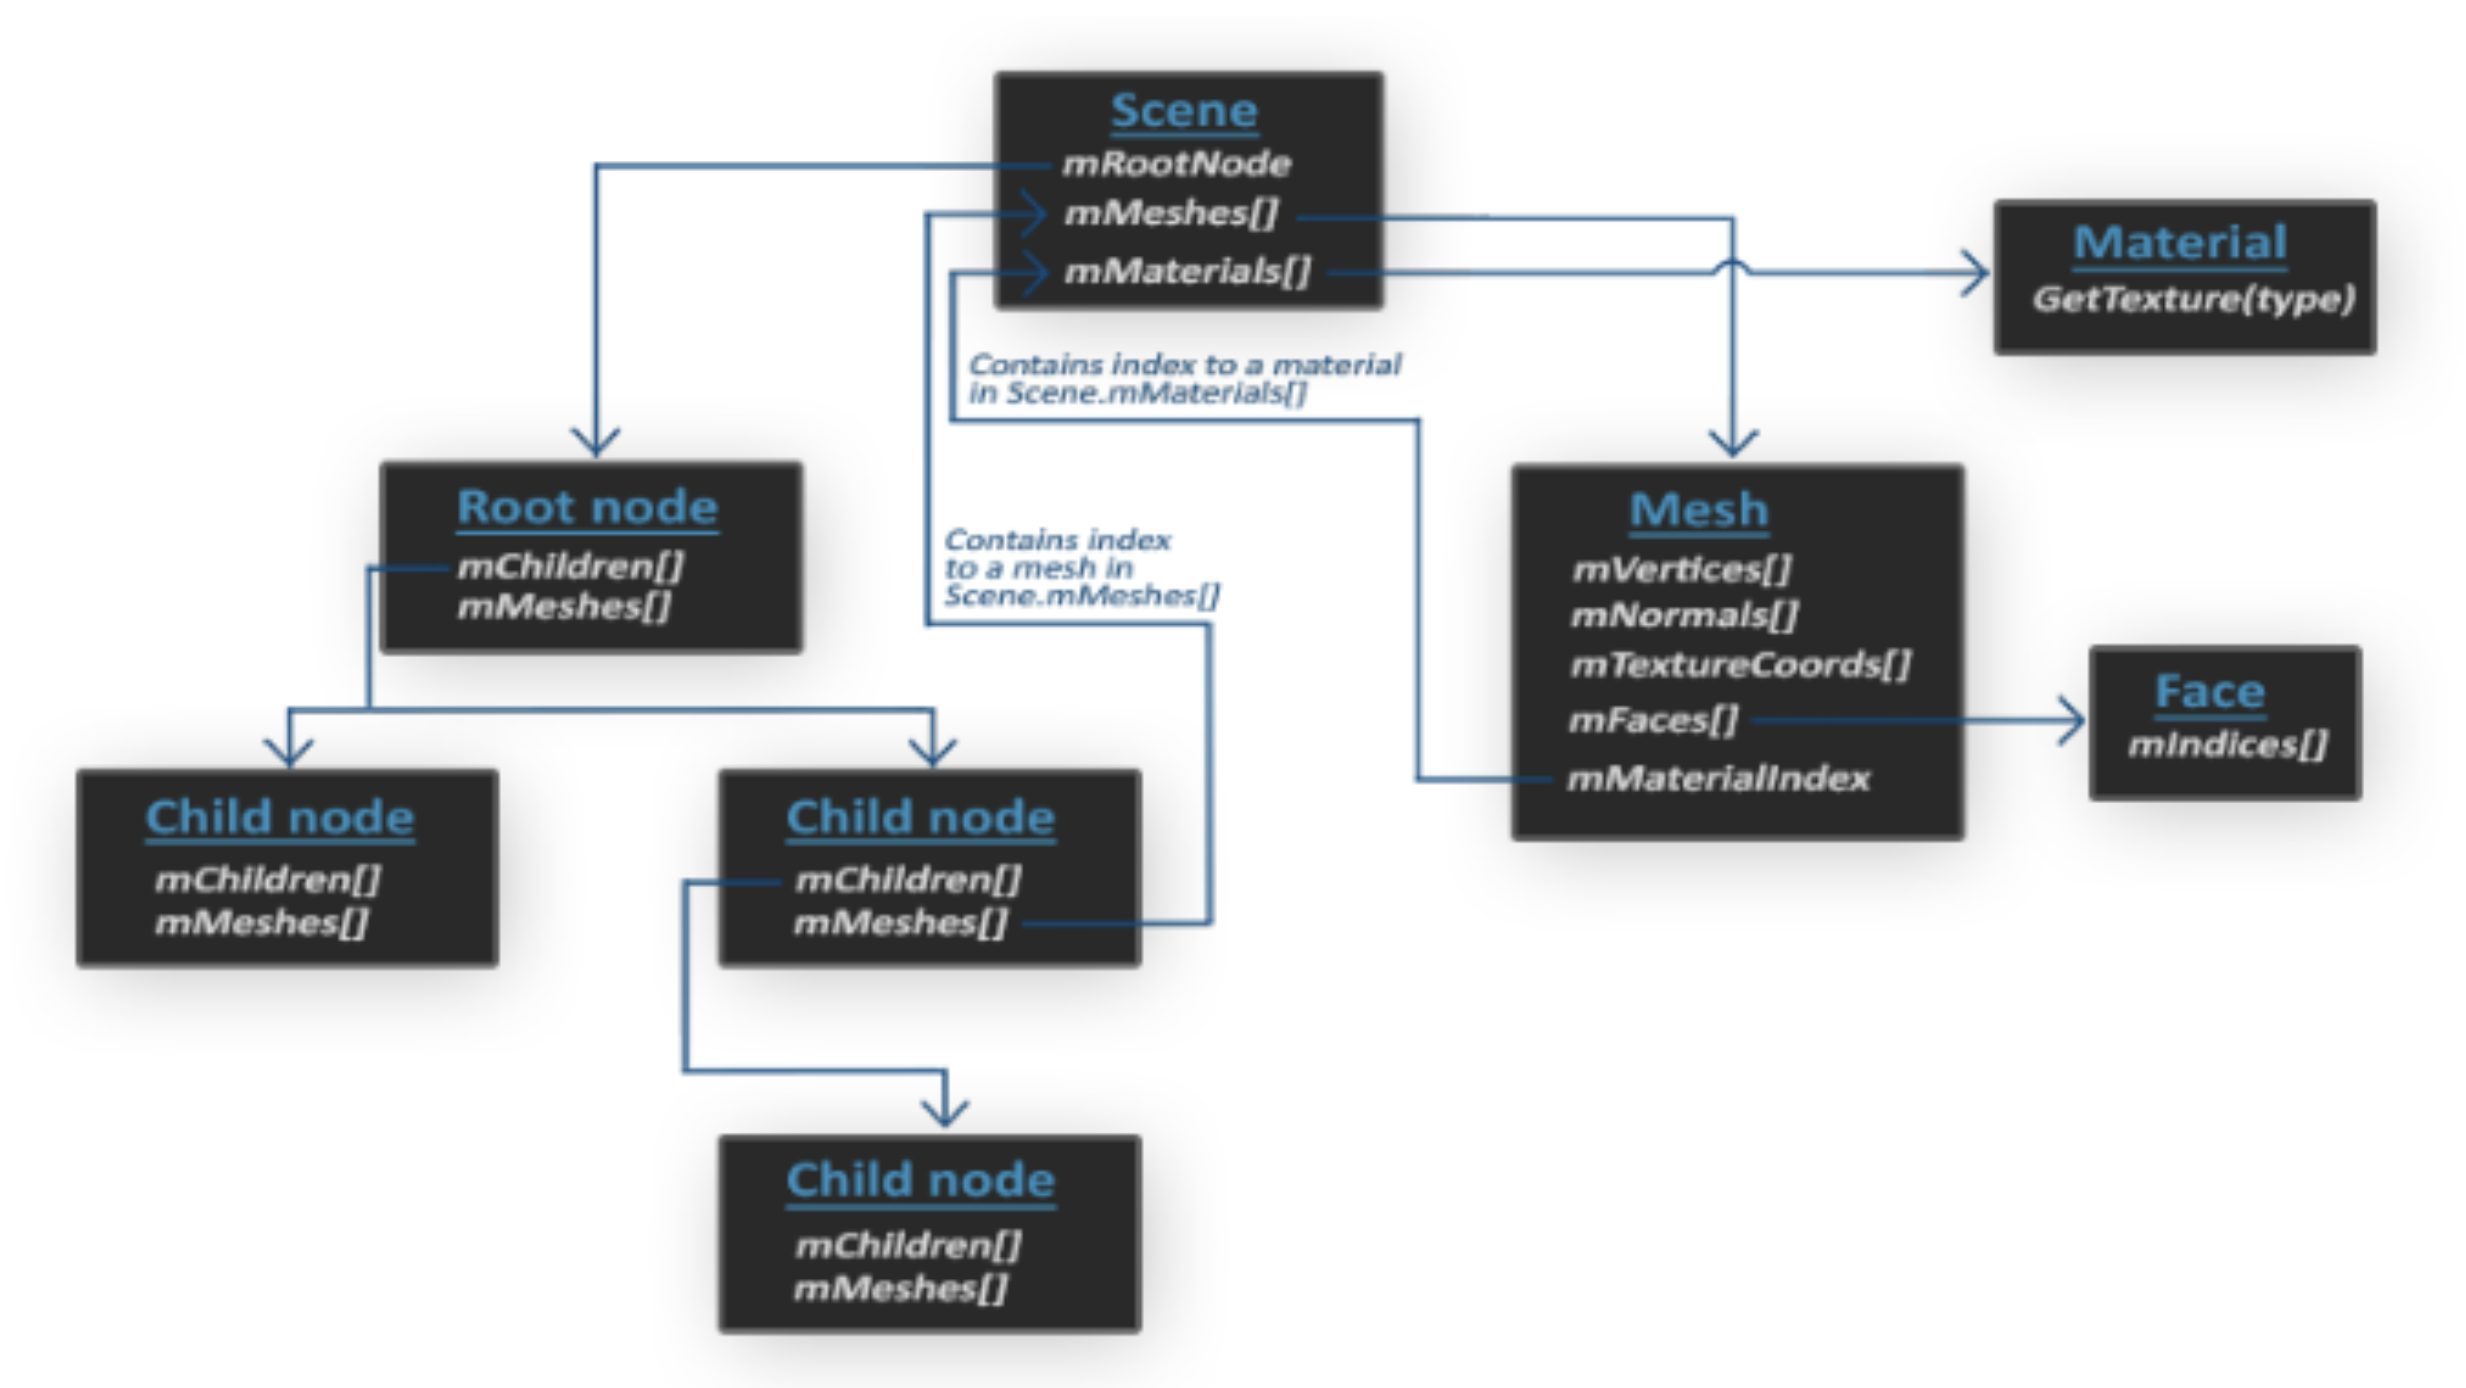 Scene
mRootNode
mMeshes[]
mMaterials[]
Material
GetTexture(type)
Contains index to a material
in Scene.mMaterials[]
Root node
mChildren[]
mMeshes[]
Contains index
to a mesh in
Scene.mMeshes[]
Mesh
mVertices[]
mNormals[]
mTextureCoords[]
mFaces[]
mMaterialIndex
Face
mIndices[]
Child node
mChildren[]
mMeshes[]
Child node
mChildren[]
mMeshes[]
Child node
mChildren[]
mMeshes[]